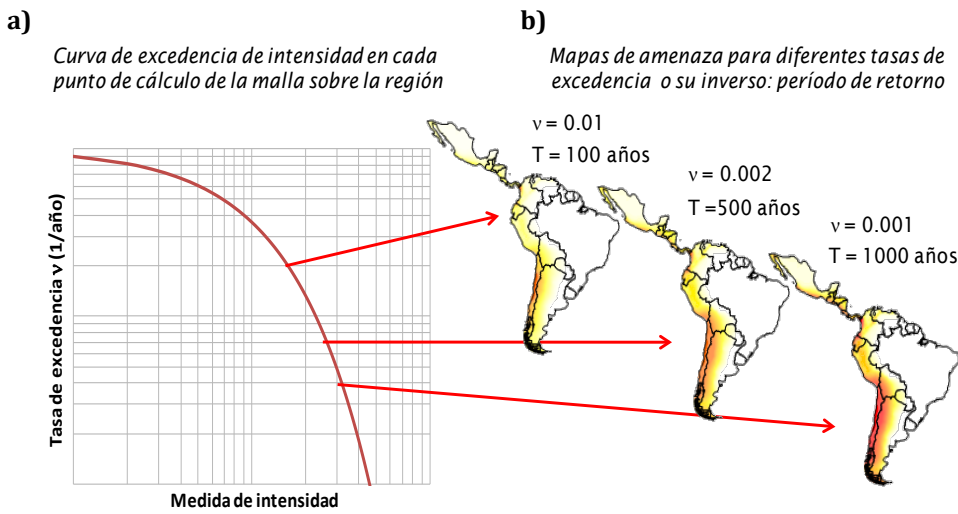 a)
Curva de excedencia de intensidad en cada
punto de cálculo de la malla sobre la región
Tasa de excedencia ν (1/año)
Medida de intensidad
b)
Mapas de amenaza para diferentes tasas de
excedencia o su inverso: período de retorno
ν = 0.01
T = 100 años
ν = 0.002
T =500 años
ν = 0.001
T = 1000 años